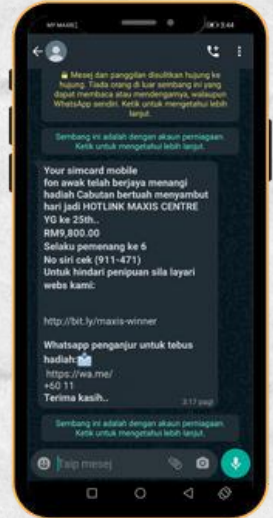 MY MAXIS
3:44
Mesej dan panggilan disulitkan hujung ke
hujung. Tiada orang di luar sembang ini yang
dapat membaca atau mendengarnya, waima
WhatsApp sendiri. Ketik untuk mengetahui lebih
lanjut.
Sembang ini adalah dengan akaun perniagaan.
Ketik untuk mengetahui lebih lanjut.
Your simcard mobile
fon awak telah berjaya menangi
hadiah Cabutan bertuah menyambut
hari jadi HOTLINK MAXIS CENTRE
YG ke 25th..
RM9,800.00
Selaku pemenang ke 6
No siri cek (911-471)
Untuk hindari penipuan sila layari
webs kami:
http://bit.ly/maxis-winner
Whatsapp penganjur untuk tebus
hadiah:
https://wa.me/
+60 11
Terima kasih..
3:17 pagi
Sembang ini adalah dengan akaun perniagaan.
Ketik untuk mengetahui lebih lanjut.
Taip mesej